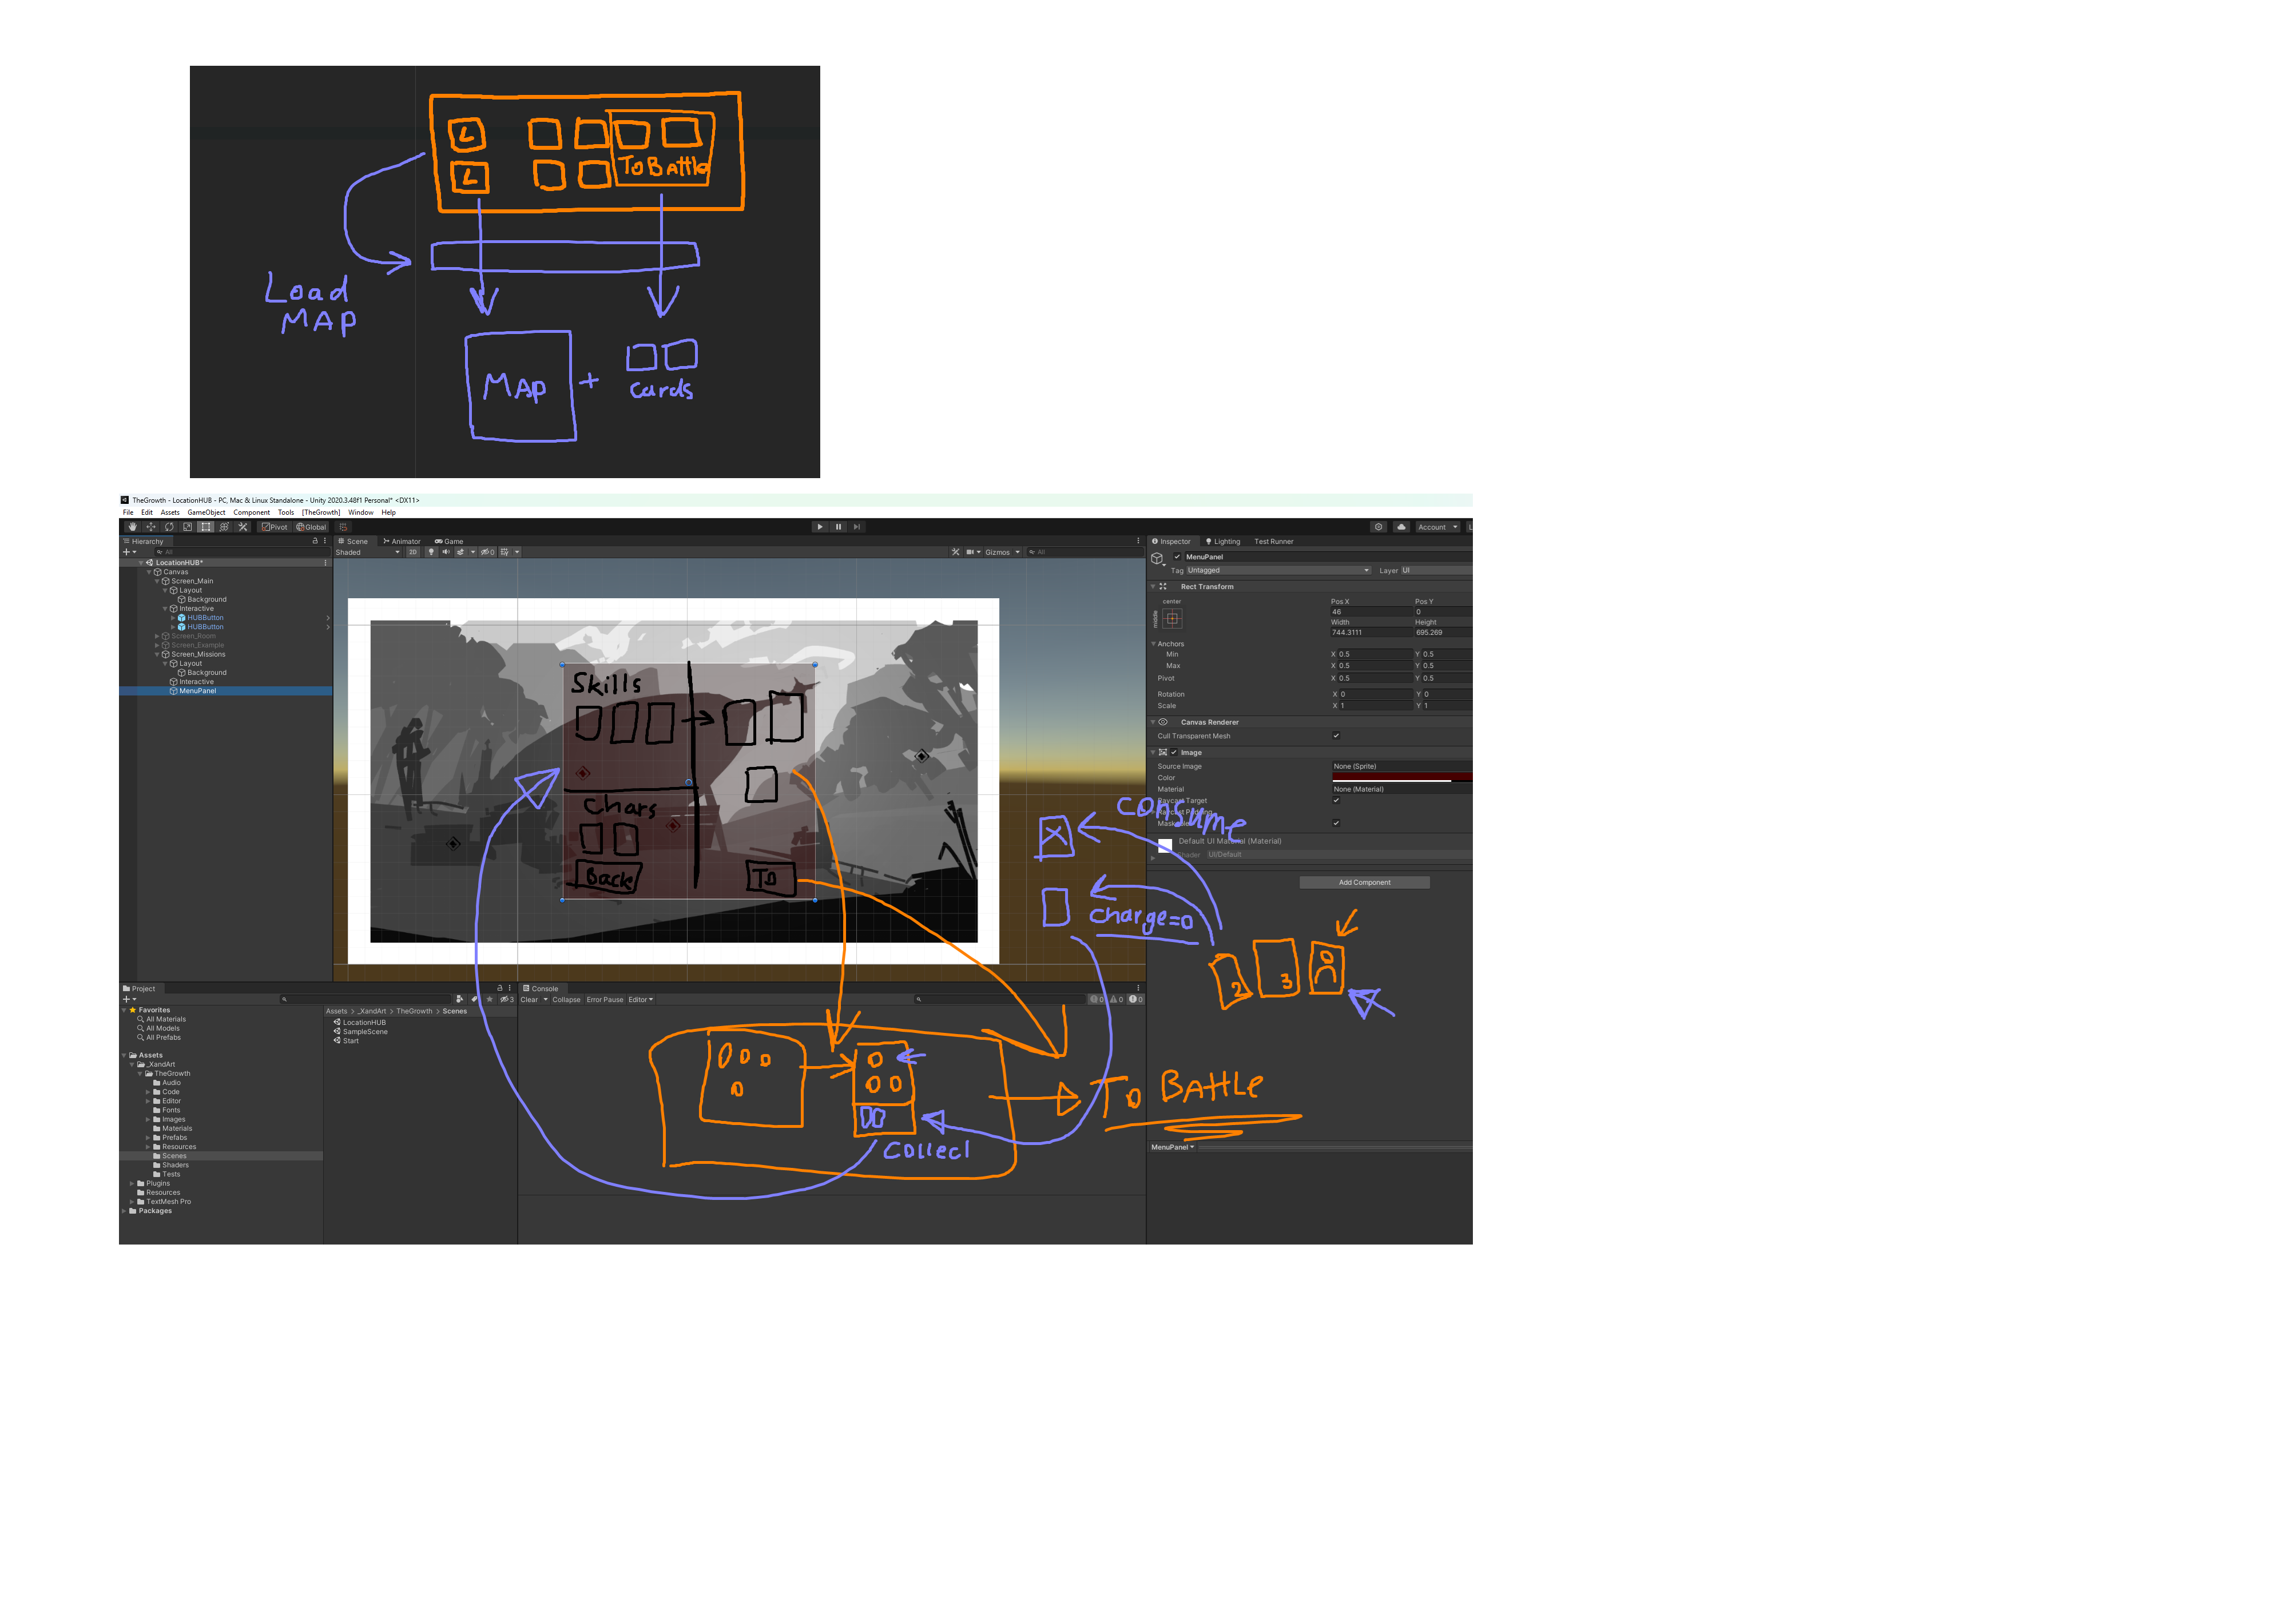 L
L
To Battle
Load
MAP
MAP
+
cards
TheGrowth - LocationHUB - PC, Mac & Linux Standalone - Unity 2020.3.48f1 Personal* <DX11>
File Edit Assets GameObject Component Tools [TheGrowth] Window Help
Pivot Global
Account
L
Hierarchy
All
LocationHUB*
Canvas
Screen_Main
Layout
Background
Interactive
HUBButton
HUBButton
Screen_Room
Screen_Example
Screen_Missions
Layout
Background
Interactive
MenuPanel
Scene Animator Game
Shaded 2D 0 Gizmos All
Skills
Chars
Back
To
Inspector Lighting Test Runner
MenuPanel
Tag Untagged Layer UI
Rect Transform
center
middle
Pos X Pos Y
46 0
Width Height
744.3111 695.269
Anchors
Min X 0.5 Y 0.5
Max X 0.5 Y 0.5
Pivot X 0.5 Y 0.5
Rotation X 0 Y 0
Scale X 1 Y 1
Canvas Renderer
Cull Transparent Mesh
Image
Source Image None (Sprite)
Color
Material None (Material)
Raycast Target
consume
Default UI Material (Material)
Shader UI/Default
Add Component
charge=0
2
3
Project
3
Favorites
All Materials
All Models
All Prefabs
Assets
_XandArt
TheGrowth
Audio
Code
Editor
Fonts
Images
Materials
Prefabs
Resources
Scenes
Shaders
Tests
Plugins
Resources
TextMesh Pro
Packages
Assets > _XandArt > TheGrowth > Scenes
LocationHUB
SampleScene
Start
Console
Clear Collapse Error Pause Editor 0 0 0
To Battle
Collect
MenuPanel